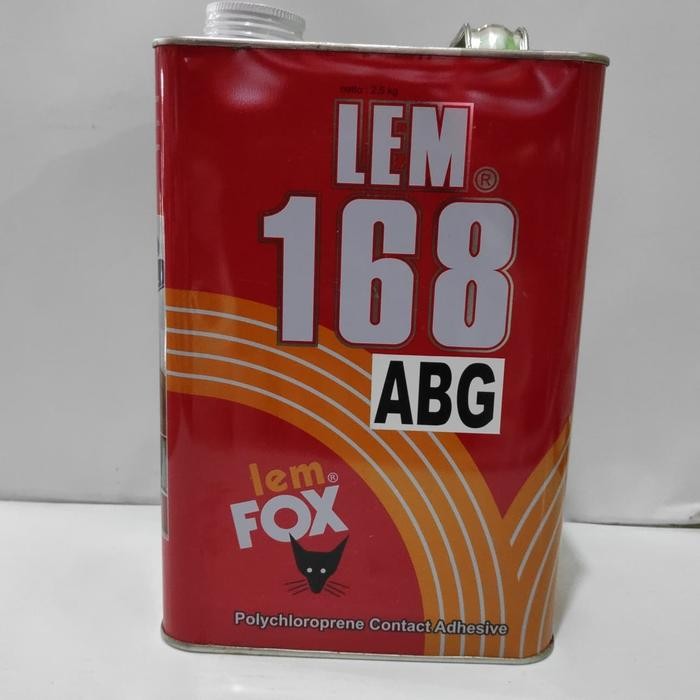 netto : 2,5 kg
LEM ®
168
ABG
lem ®
FOX
Polychloroprene Contact Adhesive